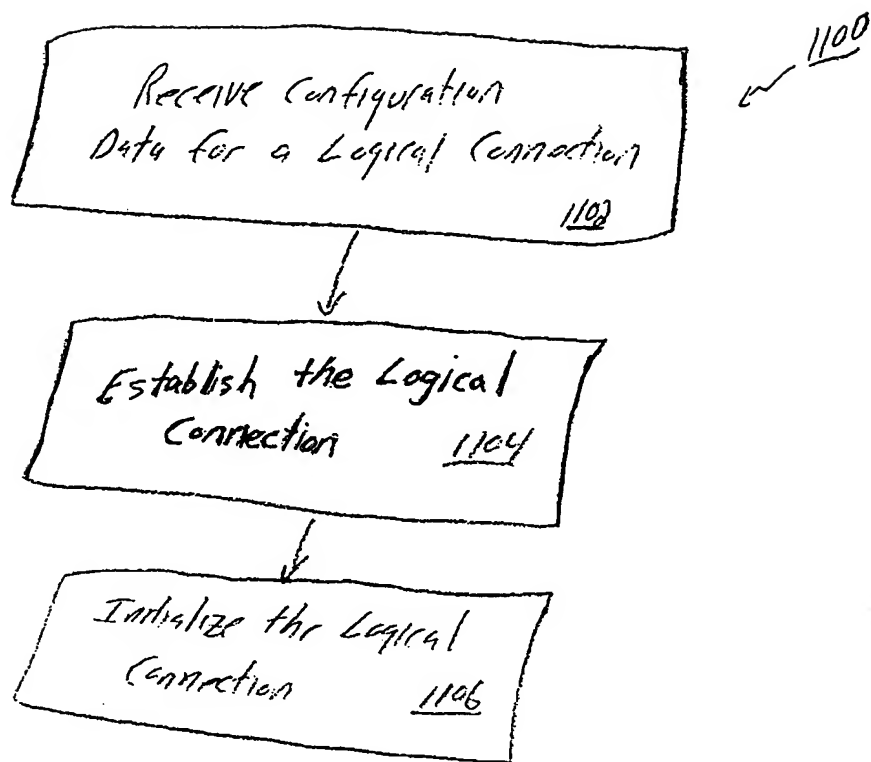 1100
Receive Configuration
Data for a Logical Connection
1102
Establish the Logical
Connection 1104
Initialize the Logical
Connection 1106